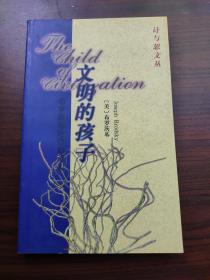 诗与思文丛
The
Child
of
Civilization
文明的孩子
Joseph Brodsky
〔美〕布罗茨基